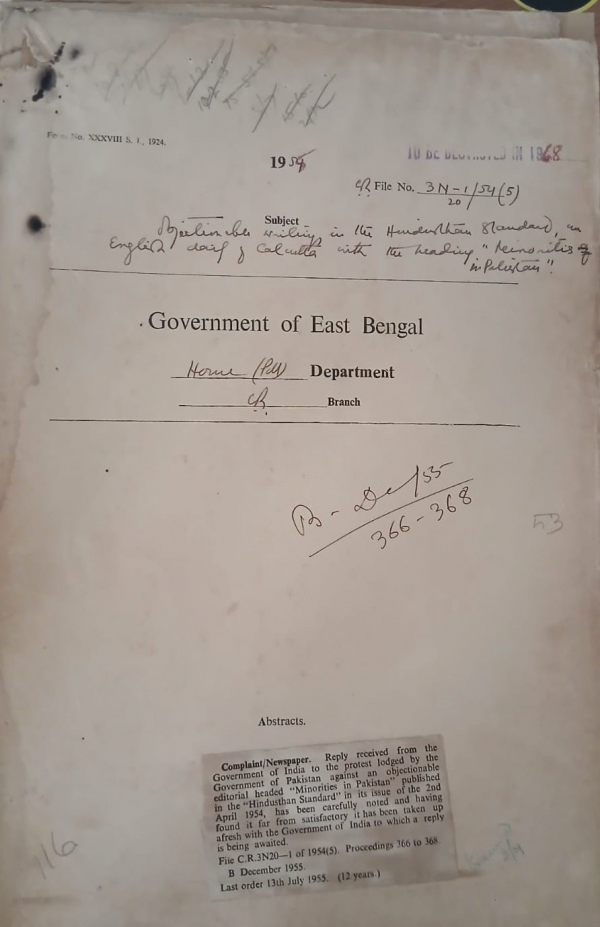 Form No. XXXVIII S. 1, 1924.
1954
TO BE DESTROYED IN 1968
CR File No. 3N-1/54(5)
20
Subject
Objectionable writing in the Hindusthan Standard, an
English daily of Calcutta with the heading "Minorities
in Pakistan".
Government of East Bengal
Home (Poll) Department
CR Branch
B - Dec/55
366-368
53
Abstracts.
Complaint/Newspaper. Reply received from the
Government of India to the protest lodged by the
Government of Pakistan against an objectionable
editorial headed "Minorities in Pakistan" published
in the "Hindusthan Standard" in its issue of the 2nd
April 1954, has been carefully noted and having
found it far from satisfactory it has been taken up
afresh with the Government of India to which a reply
is being awaited.
File C.R.3N20—1 of 1954(5). Proceedings 366 to 368.
B December 1955.
Last order 13th July 1955. (12 years.)
116